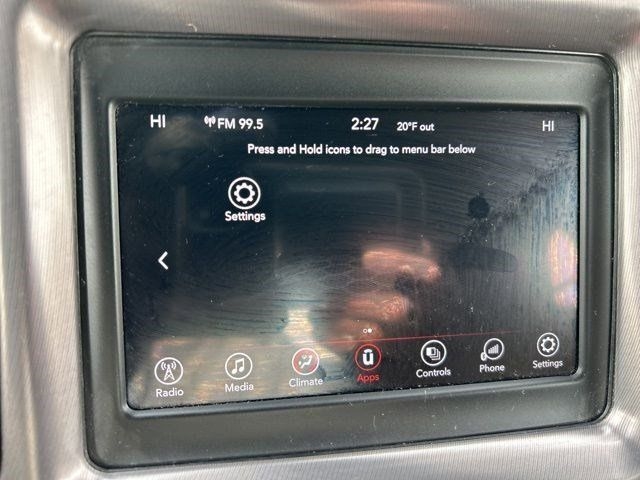 HI FM 99.5 2:27 20°F out HI
Press and Hold icons to drag to menu bar below
Settings
Radio Media Climate Apps Controls Phone Settings